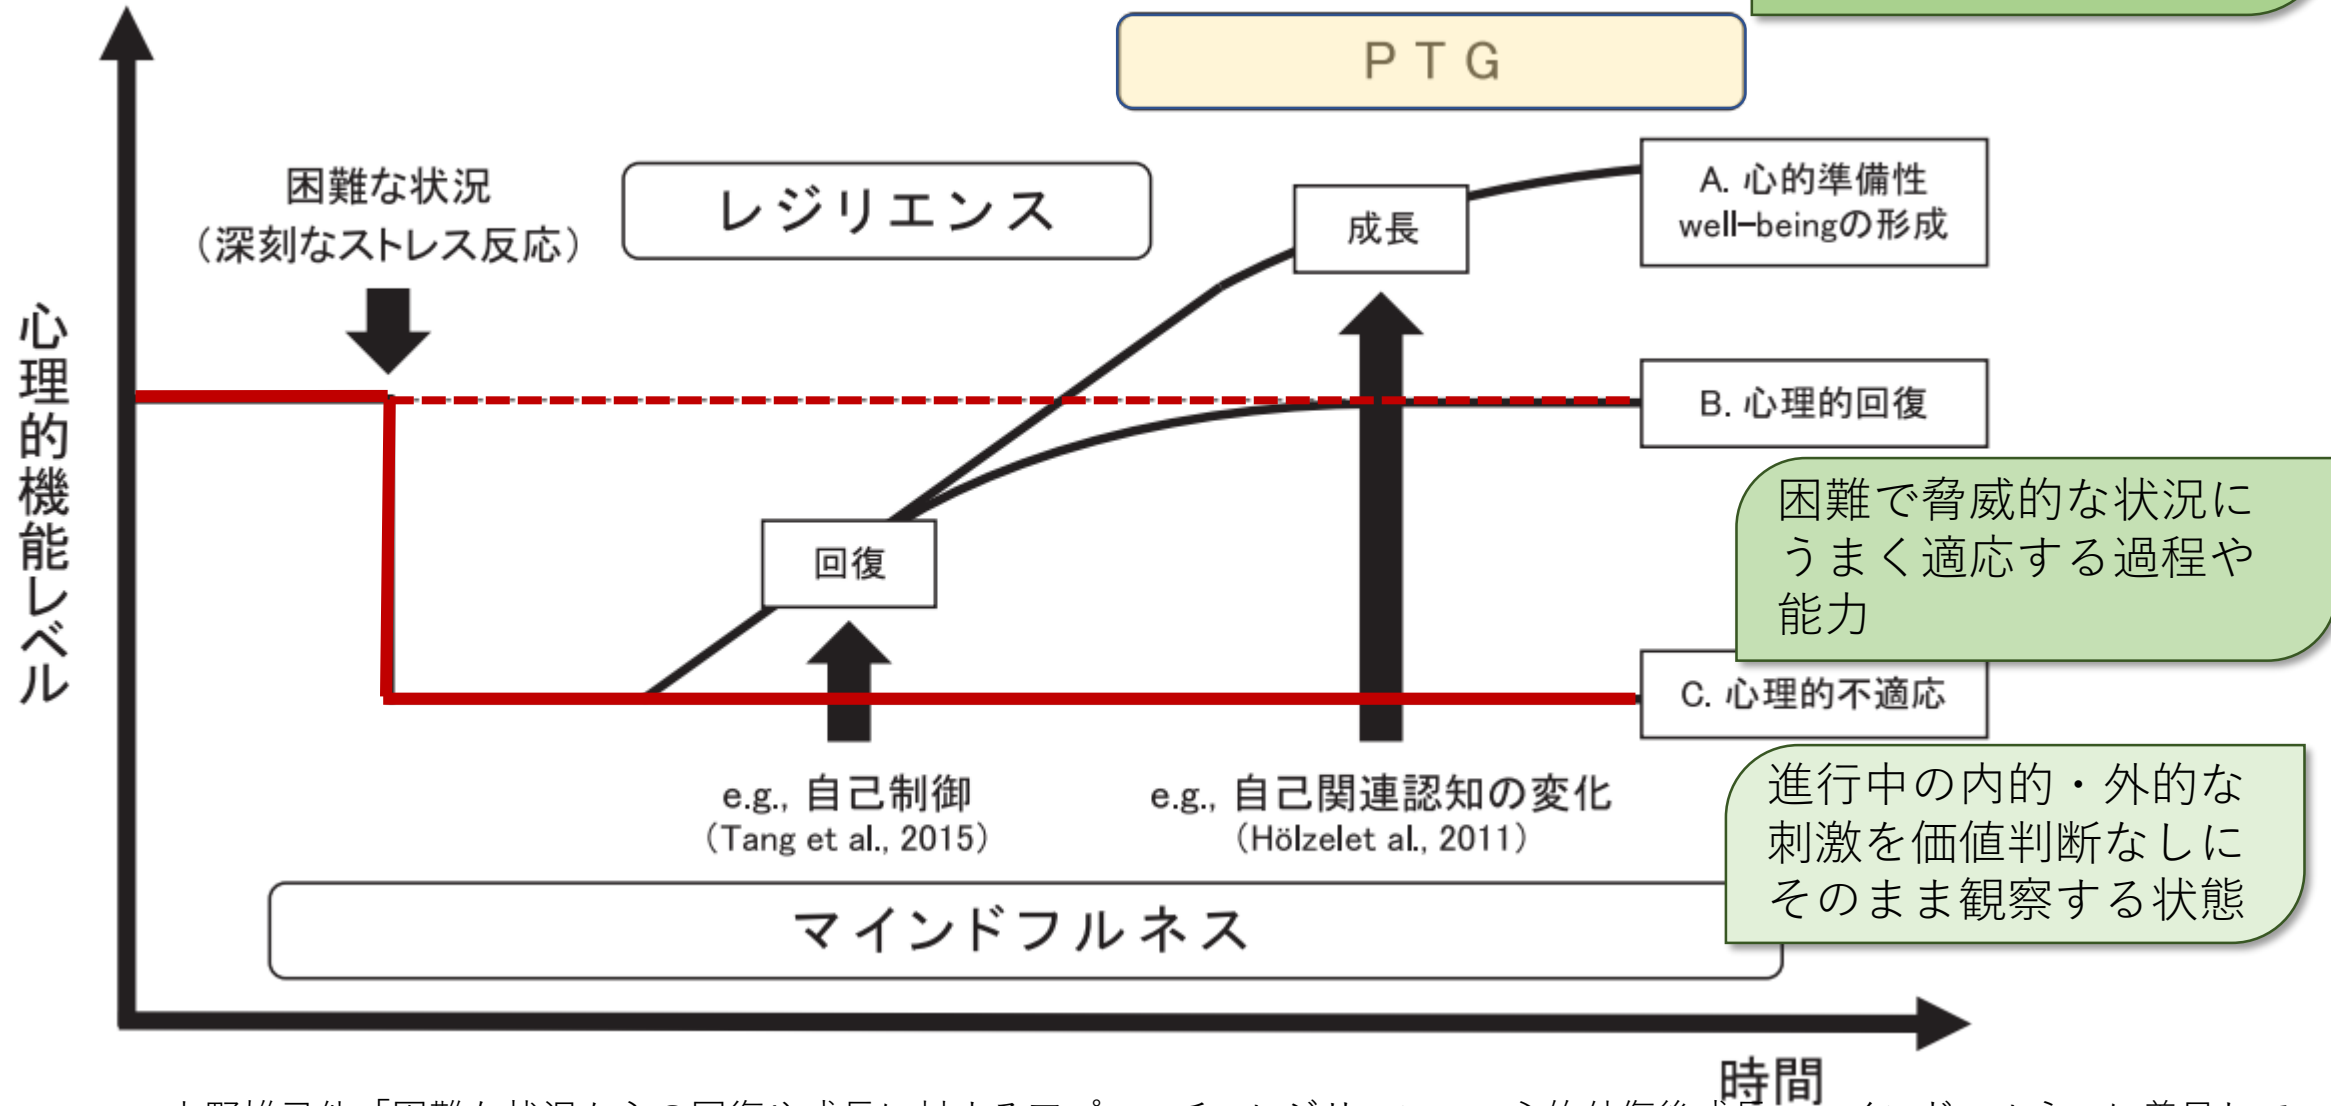 PTG
困難な状況
（深刻なストレス反応）
レジリエンス
成長
A. 心的準備性
well-beingの形成
心理的機能レベル
B. 心理的回復
困難で脅威的な状況に
うまく適応する過程や
能力
回復
C. 心理的不適応
e.g., 自己制御
（Tang et al., 2015）
e.g., 自己関連認知の変化
（Hölzelet al., 2011）
進行中の内的・外的な
刺激を価値判断なしに
そのまま観察する状態
マインドフルネス
時間